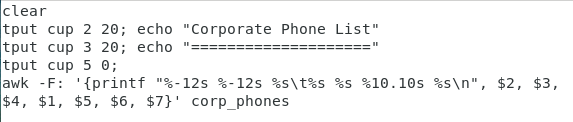 clear
tput cup 2 20; echo "Corporate Phone List"
tput cup 3 20; echo "===================="
tput cup 5 0;
awk -F: '{printf "%-12s %-12s %s\t%s %s %10.10s %s\n", $2, $3,
$4, $1, $5, $6, $7}' corp_phones